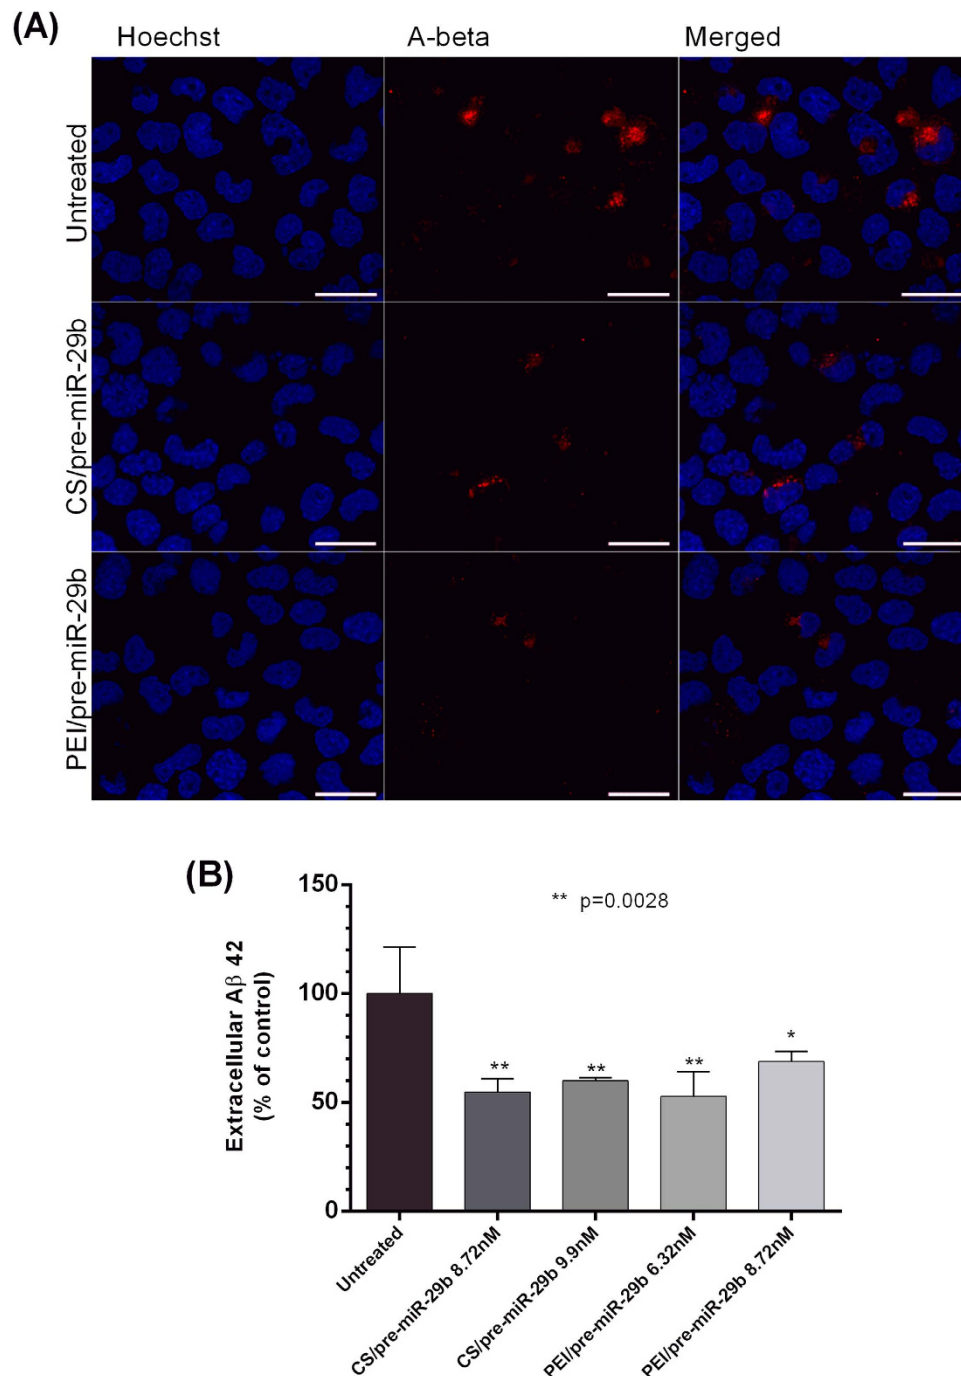 (A)
Hoechst A-beta Merged
Untreated
CS/pre-miR-29b
PEI/pre-miR-29b
(B)
** p=0.0028
Extracellular Aβ 42
(% of control)
150
100
50
0
** ** ** *
Untreated
CS/pre-miR-29b 8.72nM
CS/pre-miR-29b 9.9nM
PEI/pre-miR-29b 6.32nM
PEI/pre-miR-29b 8.72nM